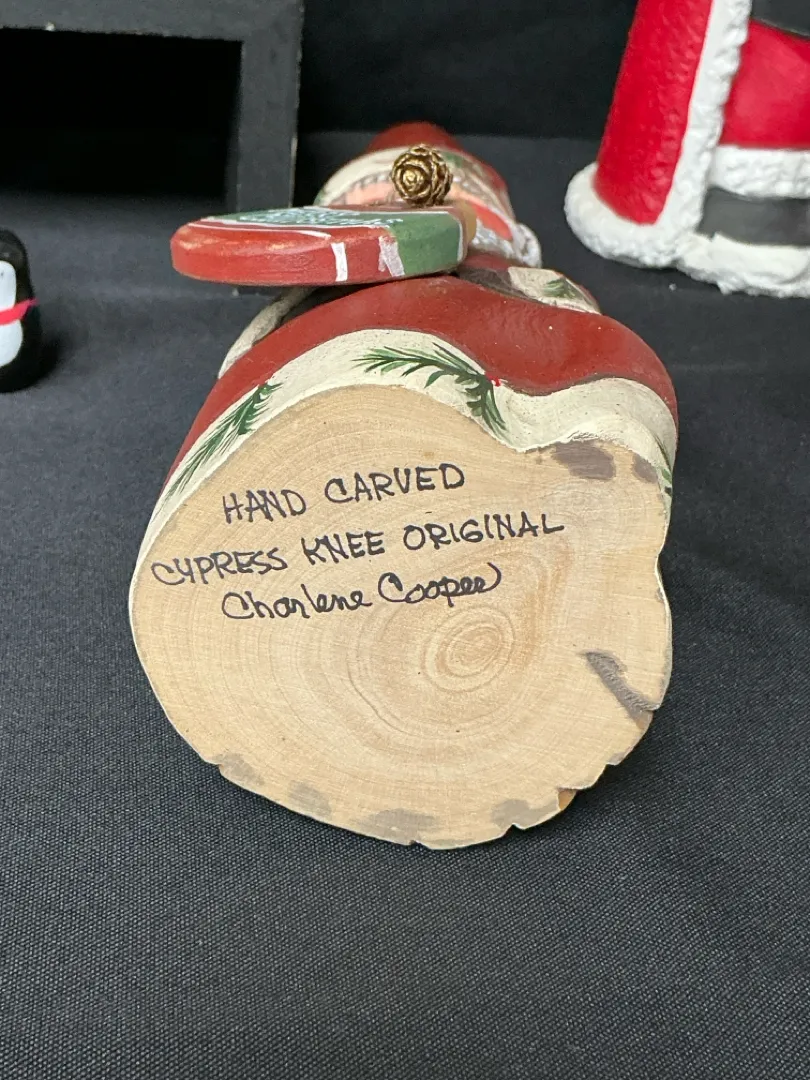 HAND CARVED
CYPRESS KNEE ORIGINAL
Charlene Cooper